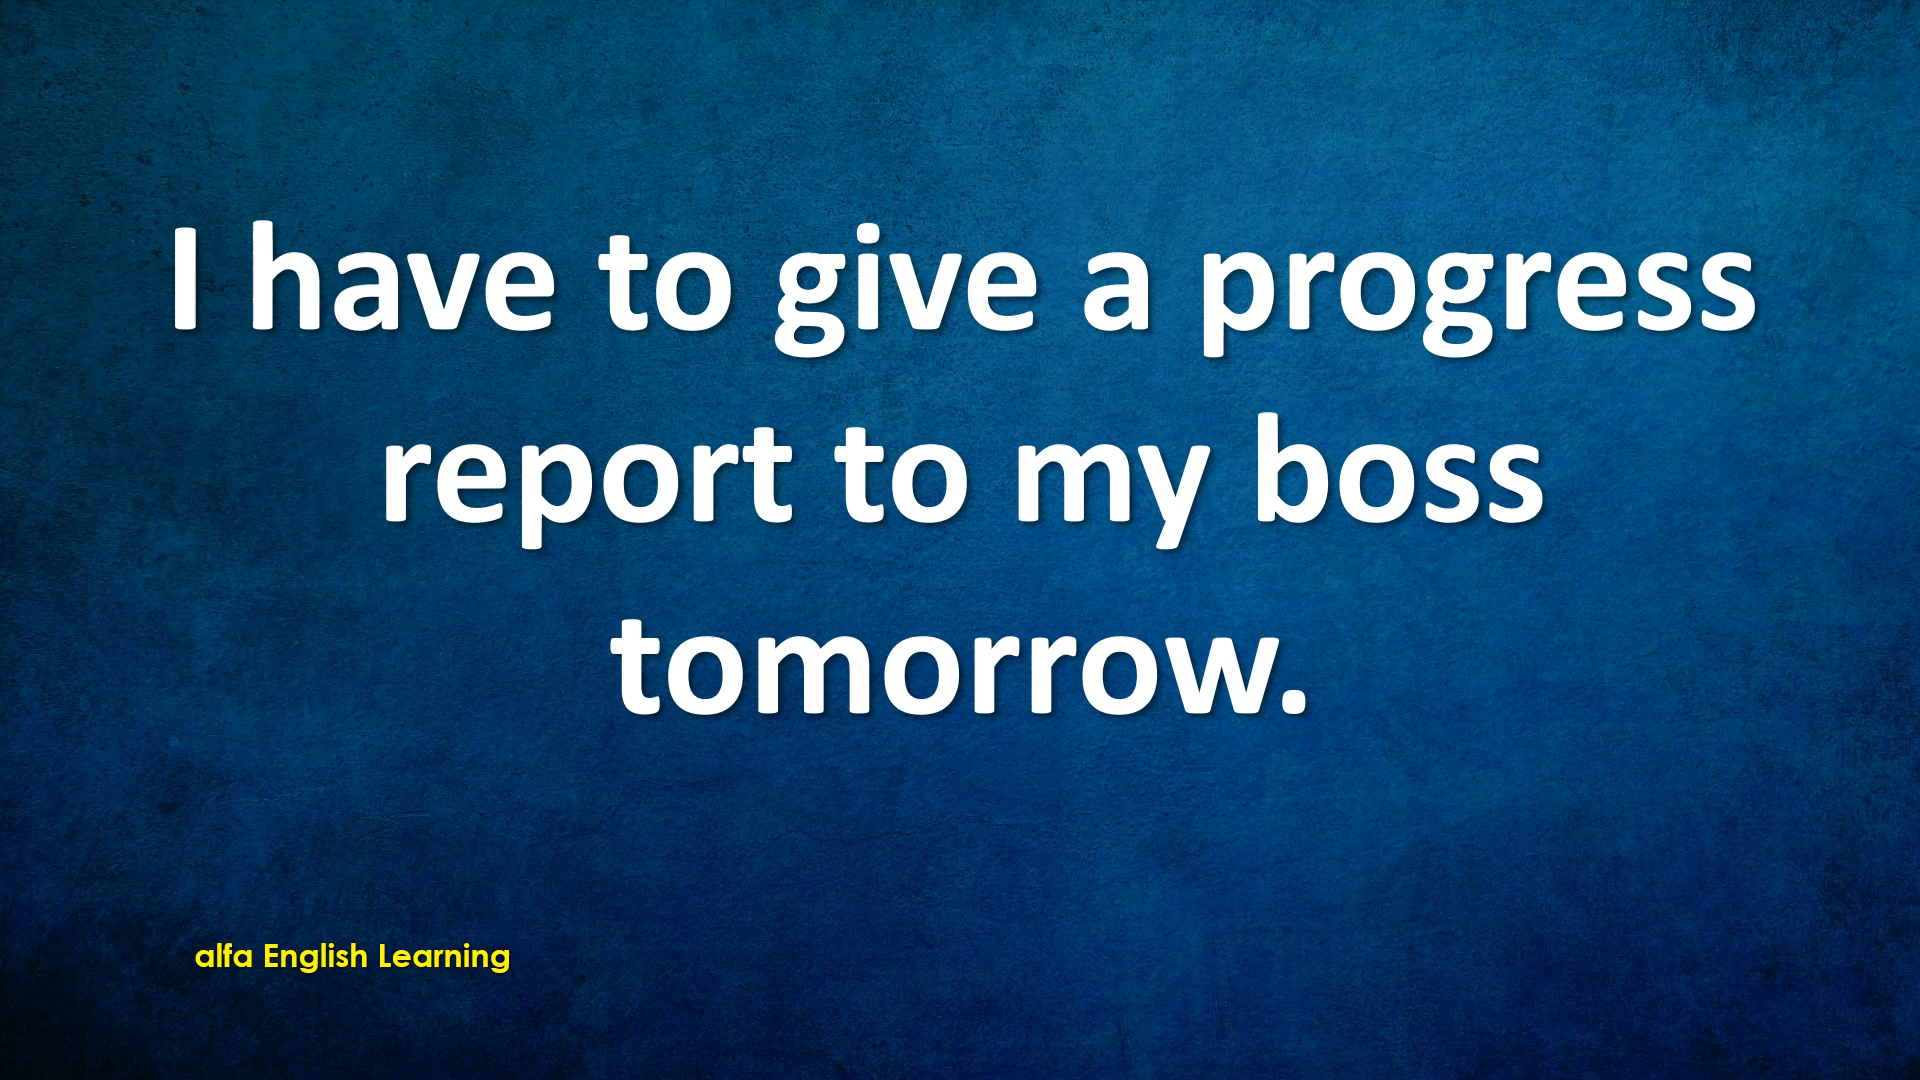 I have to give a progress
report to my boss
tomorrow.
alfa English Learning